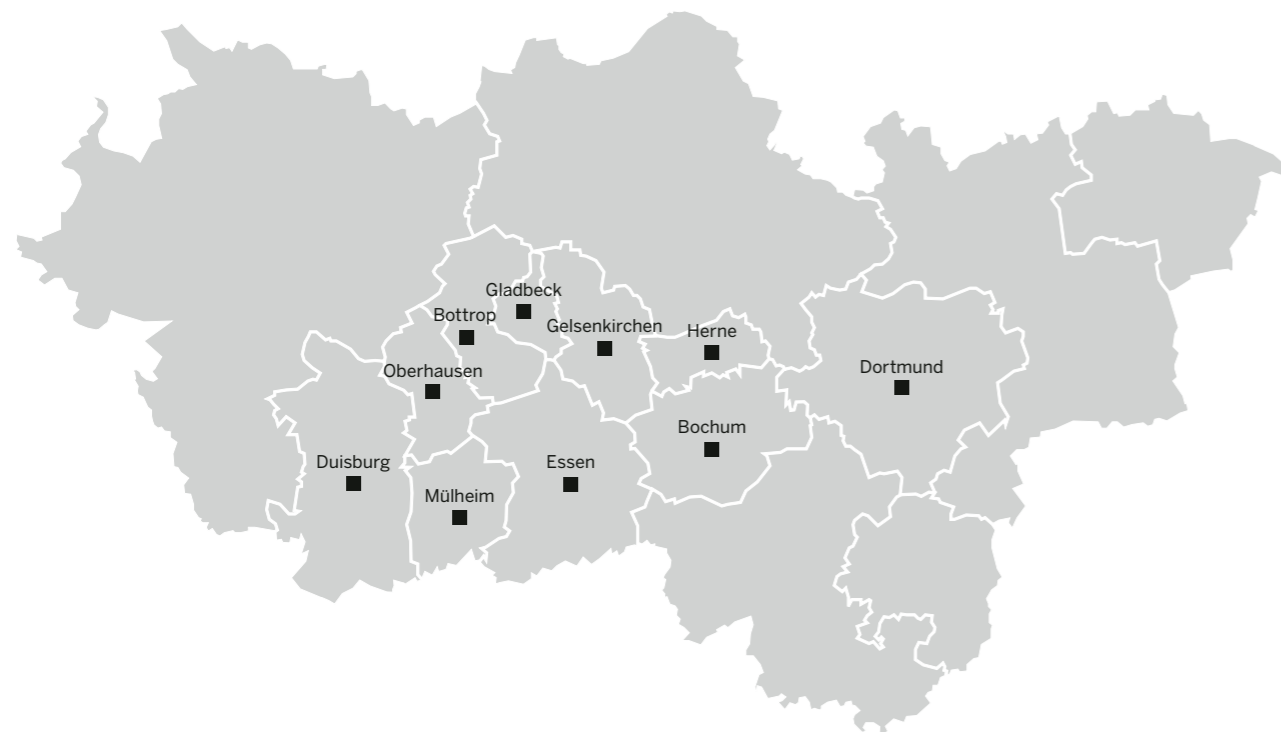 Gladbeck
Bottrop
Gelsenkirchen
Herne
Oberhausen
Dortmund
Bochum
Duisburg
Essen
Mülheim